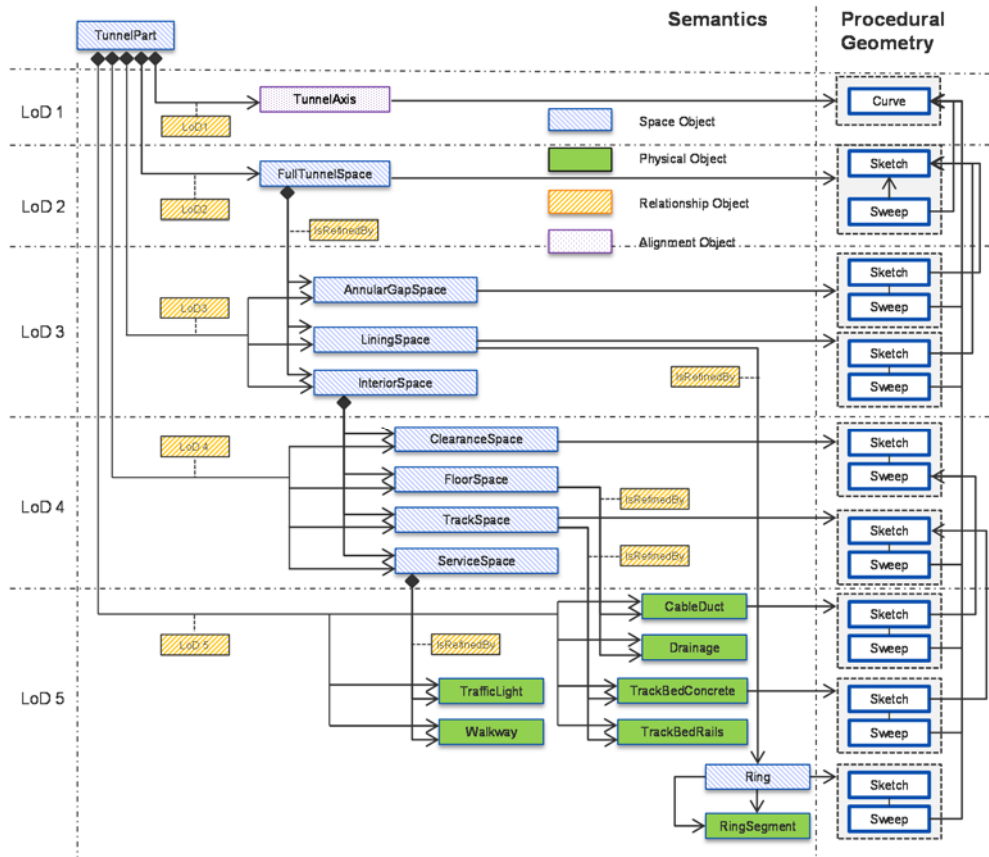 Semantics
Procedural
Geometry
TunnelPart
LoD 1
TunnelAxis
LoD1
Curve
Space Object
Physical Object
Relationship Object
Alignment Object
LoD 2
FullTunnelSpace
LoD2
IsRefinedBy
Sketch
Sweep
LoD 3
LoD3
AnnularGapSpace
LiningSpace
InteriorSpace
IsRefinedBy
Sketch
Sweep
Sketch
Sweep
LoD 4
LoD 4
ClearanceSpace
FloorSpace
TrackSpace
ServiceSpace
IsRefinedBy
IsRefinedBy
Sketch
Sweep
Sketch
Sweep
LoD 5
LoD 5
IsRefinedBy
CableDuct
Drainage
TrafficLight
TrackBedConcrete
Walkway
TrackBedRails
Ring
RingSegment
Sketch
Sweep
Sketch
Sweep
Sketch
Sweep